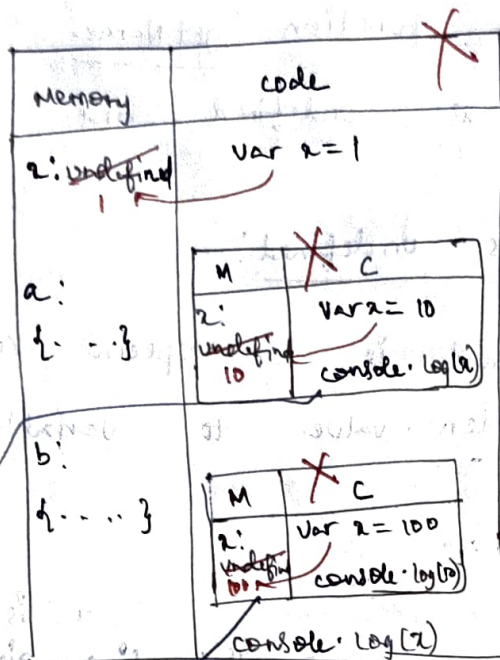 Memory
code
x: undefined
var x = 1
1
a:
{. ..}
M
C
x:
var x = 10
undefined
10
console.log(x)
b:
{. ....}
M
C
x:
var x = 100
undefin
100
console.log(x)
console.log(x)